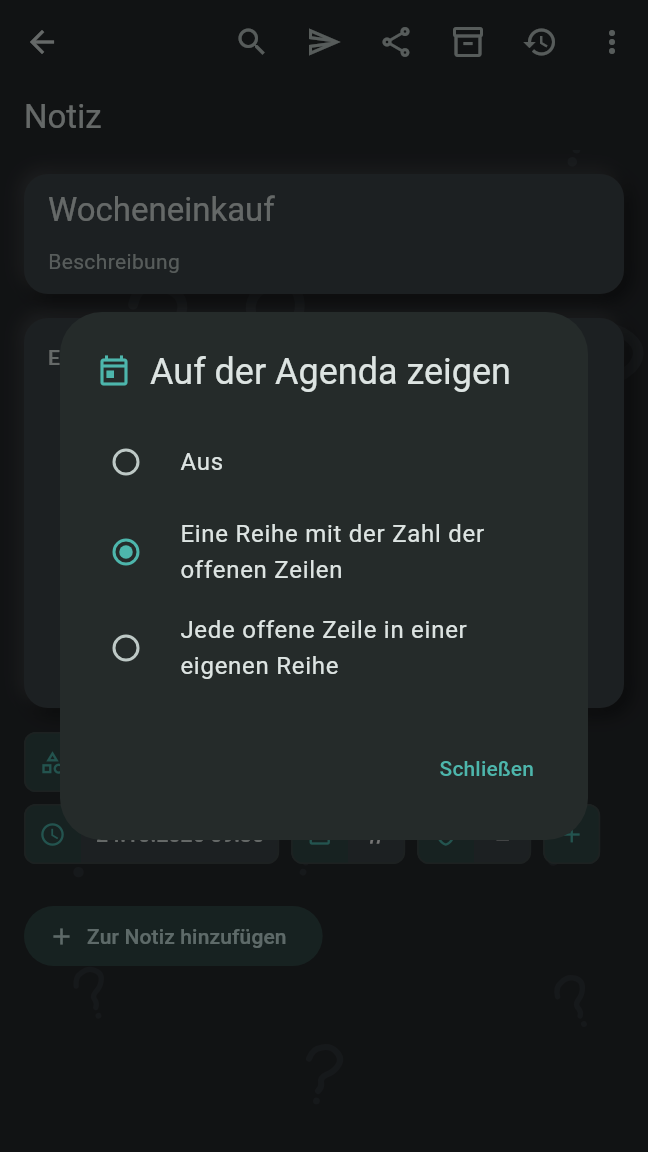 Notiz
Wocheneinkauf
Beschreibung
Auf der Agenda zeigen
Aus
Eine Reihe mit der Zahl der
offenen Zeilen
Jede offene Zeile in einer
eigenen Reihe
Schließen
Zur Notiz hinzufügen